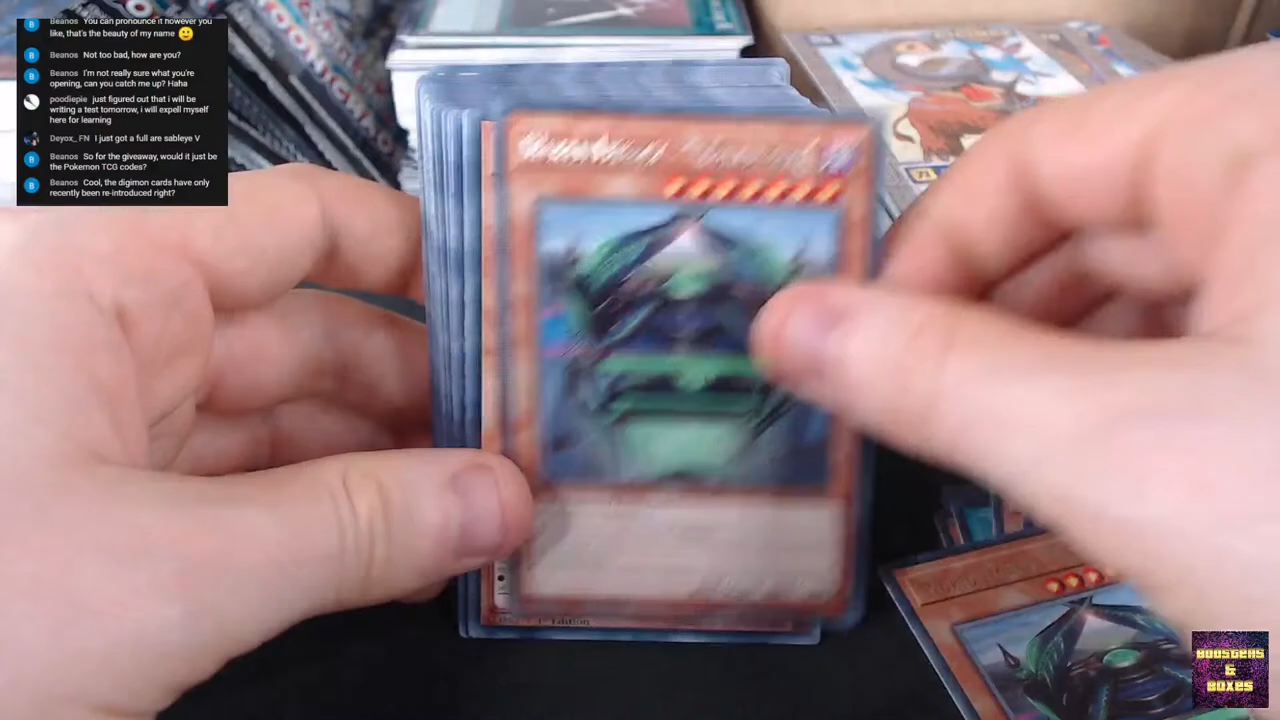 Beanos You can pronounce it however you
like, that's the beauty of my name 🙂
Beanos Not too bad, how are you?
Beanos I'm not really sure what you're
opening, can you catch me up? Haha
poodiepie just figured out that i will be
writing a test tomorrow, i will expell myself
here for learning
Deyox_FN I just got a full are sableye V
Beanos So for the giveaway, would it just be
the Pokemon TCG codes?
Beanos Cool, the digimon cards have only
recently been re-introduced right?
Edition
BOOSTERS
&
BOXES